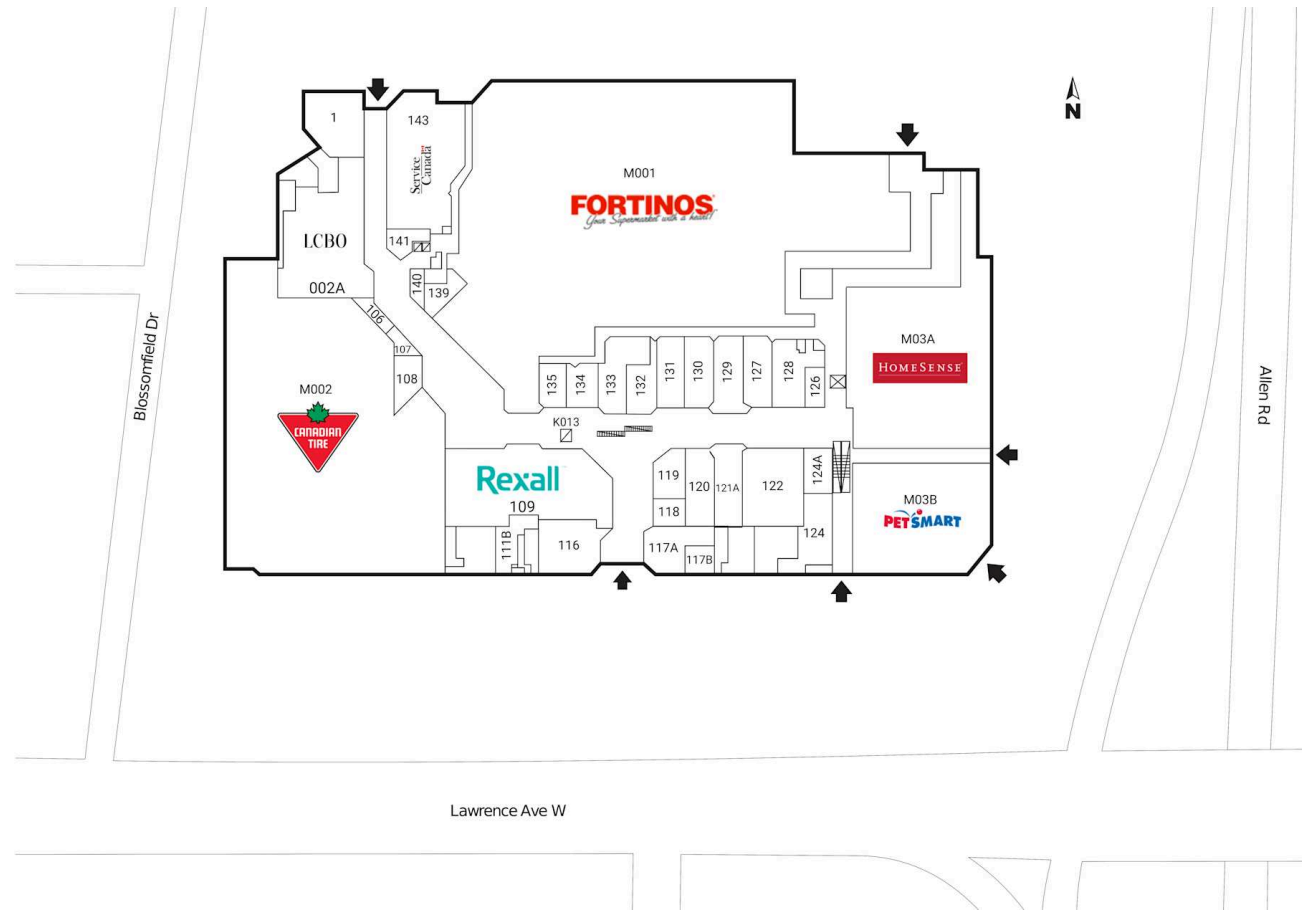 1
143
Service
Canada
M001
FORTINOS
Your Supermarket with a heart!
N
LCBO
141
002A
140
139
106
107
108
M002
CANADIAN
TIRE
M03A
HOMESENSE
135
134
133
132
131
130
129
127
128
126
K013
Rexall
109
111B
116
119
118
120
121A
122
124A
124
117A
117B
M03B
PETSMART
Blossomfield Dr
Allen Rd
Lawrence Ave W